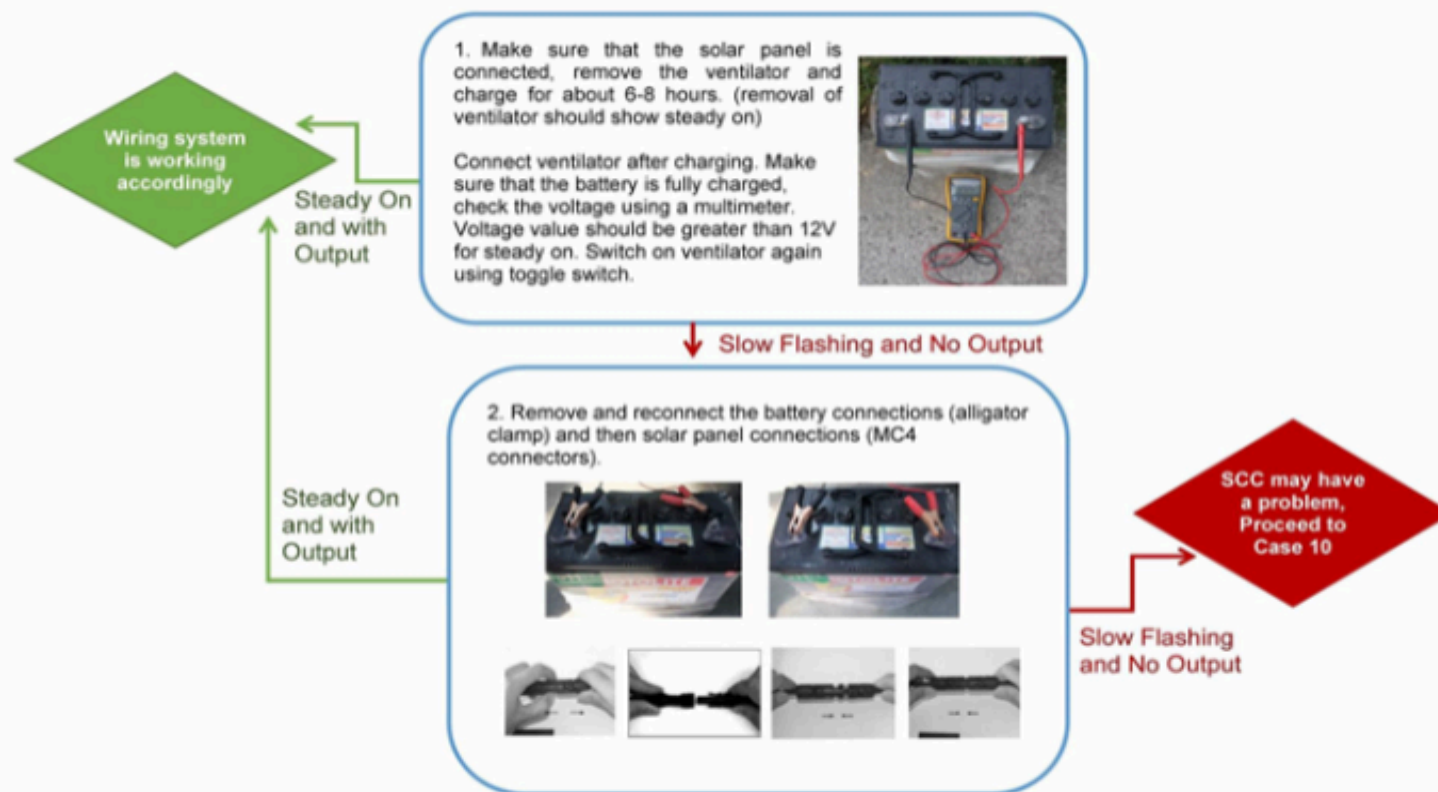 1. Make sure that the solar panel is
connected, remove the ventilator and
charge for about 6-8 hours. (removal of
ventilator should show steady on)
Connect ventilator after charging. Make
sure that the battery is fully charged,
check the voltage using a multimeter.
Voltage value should be greater than 12V
for steady on. Switch on ventilator again
using toggle switch.
Wiring system
is working
accordingly
Steady On
and with
Output
Slow Flashing and No Output
2. Remove and reconnect the battery connections (alligator
clamp) and then solar panel connections (MC4
connectors).
Steady On
and with
Output
SCC may have
a problem,
Proceed to
Case 10
Slow Flashing
and No Output